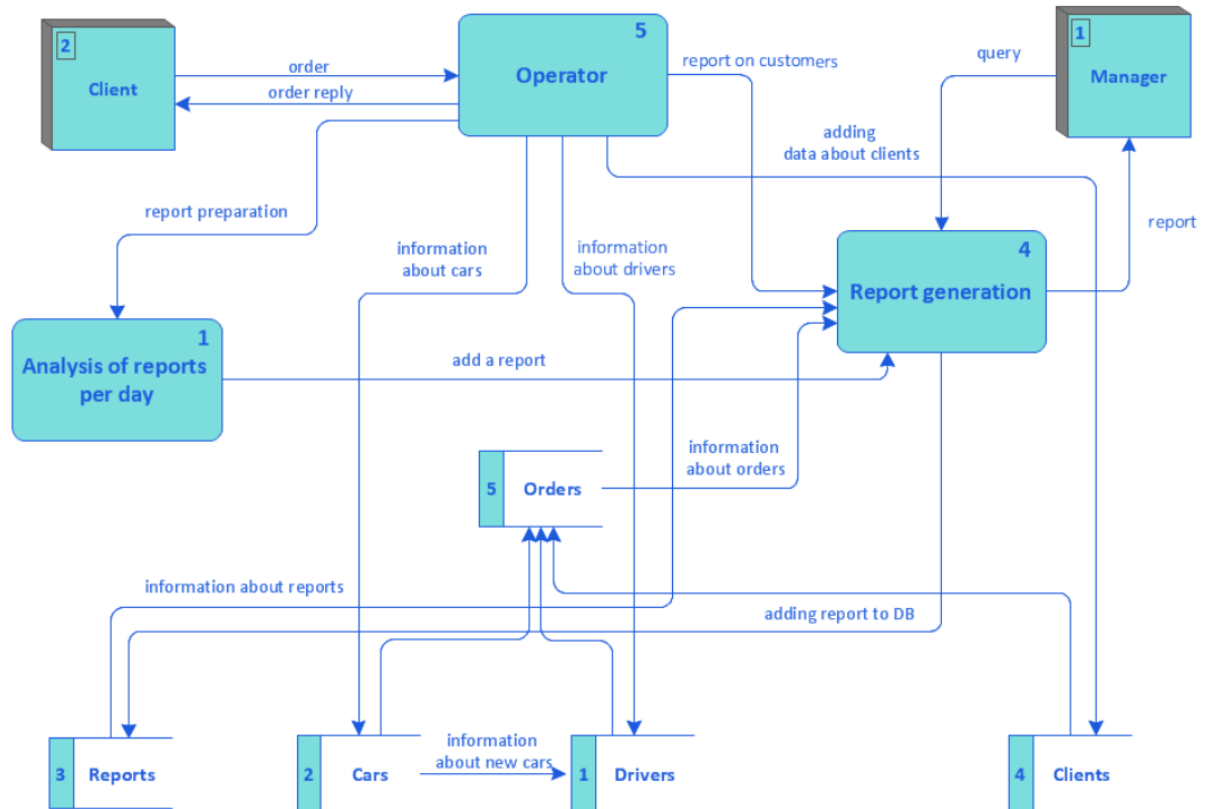 2
Client
order
order reply
5
Operator
report on customers
query
1
Manager
adding
data about clients
report preparation
information
about cars
information
about drivers
4
Report generation
report
1
Analysis of reports
per day
add a report
5
Orders
information
about orders
information about reports
adding report to DB
3
Reports
2
Cars
information
about new cars
1
Drivers
4
Clients